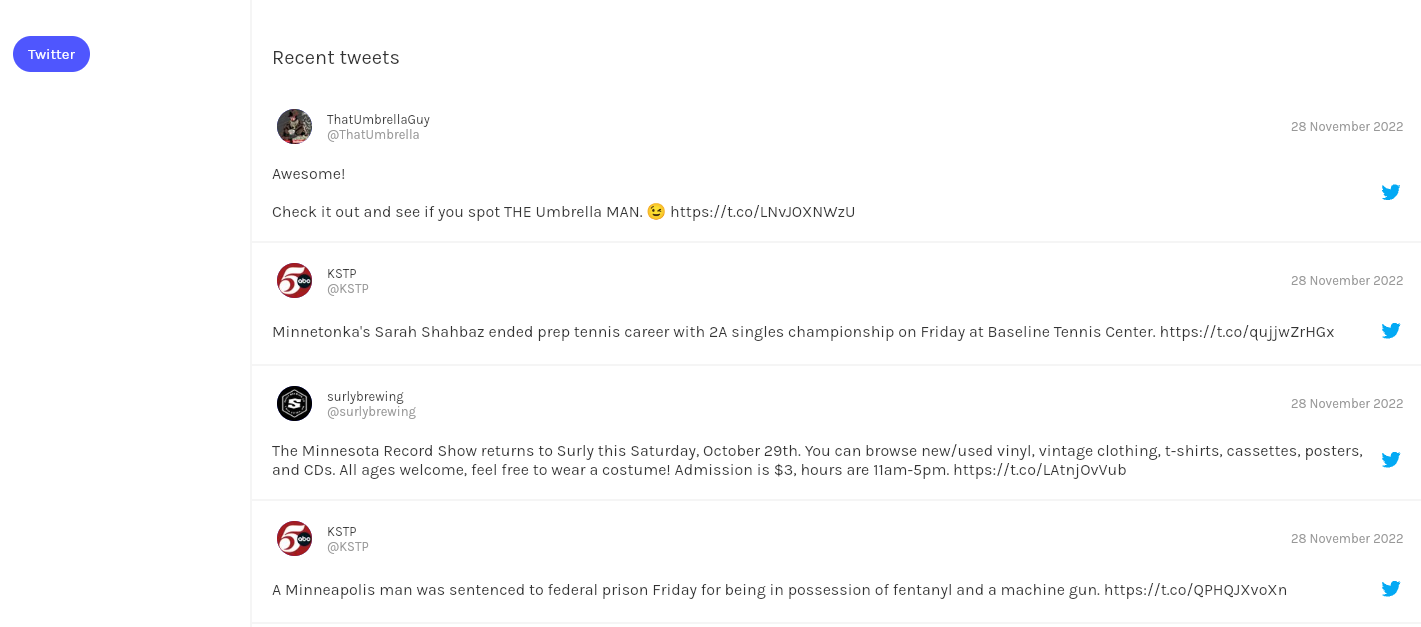 Twitter
Recent tweets
ThatUmbrellaGuy
@ThatUmbrella
28 November 2022
Awesome!
Check it out and see if you spot THE Umbrella MAN. 😉 https://t.co/LNvJOXNWzU
KSTP
@KSTP
28 November 2022
Minnetonka's Sarah Shahbaz ended prep tennis career with 2A singles championship on Friday at Baseline Tennis Center. https://t.co/qujjwZrHGx
surlybrewing
@surlybrewing
28 November 2022
The Minnesota Record Show returns to Surly this Saturday, October 29th. You can browse new/used vinyl, vintage clothing, t-shirts, cassettes, posters,
and CDs. All ages welcome, feel free to wear a costume! Admission is $3, hours are 11am-5pm. https://t.co/LAtnjOvVub
KSTP
@KSTP
28 November 2022
A Minneapolis man was sentenced to federal prison Friday for being in possession of fentanyl and a machine gun. https://t.co/QPHQJXvoXn